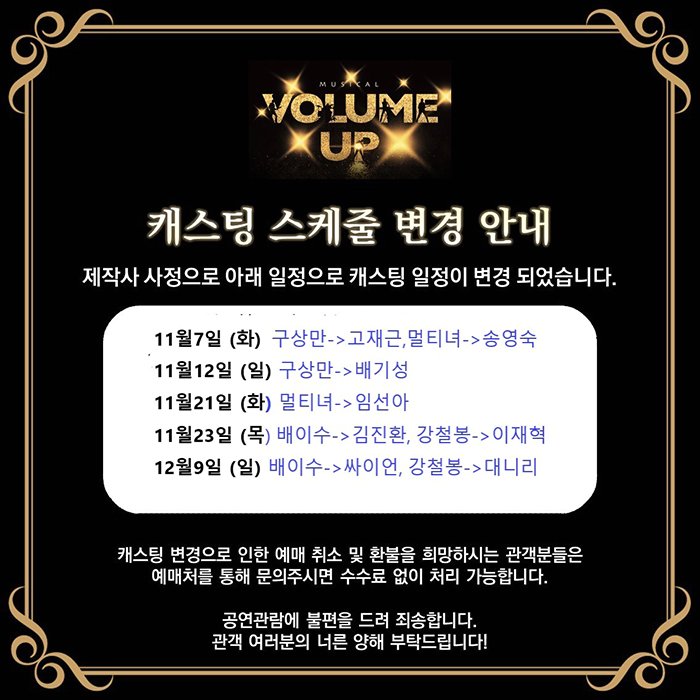 MUSICAL
VOLUME
UP
캐스팅 스케줄 변경 안내
제작사 사정으로 아래 일정으로 캐스팅 일정이 변경 되었습니다.
11월7일 (화) 구상만->고재근,멀티녀->송영숙
11월12일 (일) 구상만->배기성
11월21일 (화) 멀티녀->임선아
11월23일 (목) 배이수->김진환, 강철봉->이재혁
12월9일 (일) 배이수->싸이언, 강철봉->대니리
캐스팅 변경으로 인한 예매 취소 및 환불을 희망하시는 관객분들은
예매처를 통해 문의주시면 수수료 없이 처리 가능합니다.
공연관람에 불편을 드려 죄송합니다.
관객 여러분의 너른 양해 부탁드립니다!